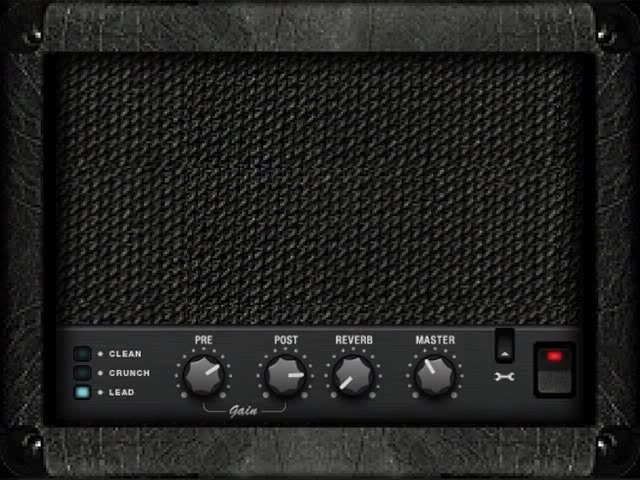 PRE POST REVERB MASTER
CLEAN
CRUNCH
LEAD
Gain